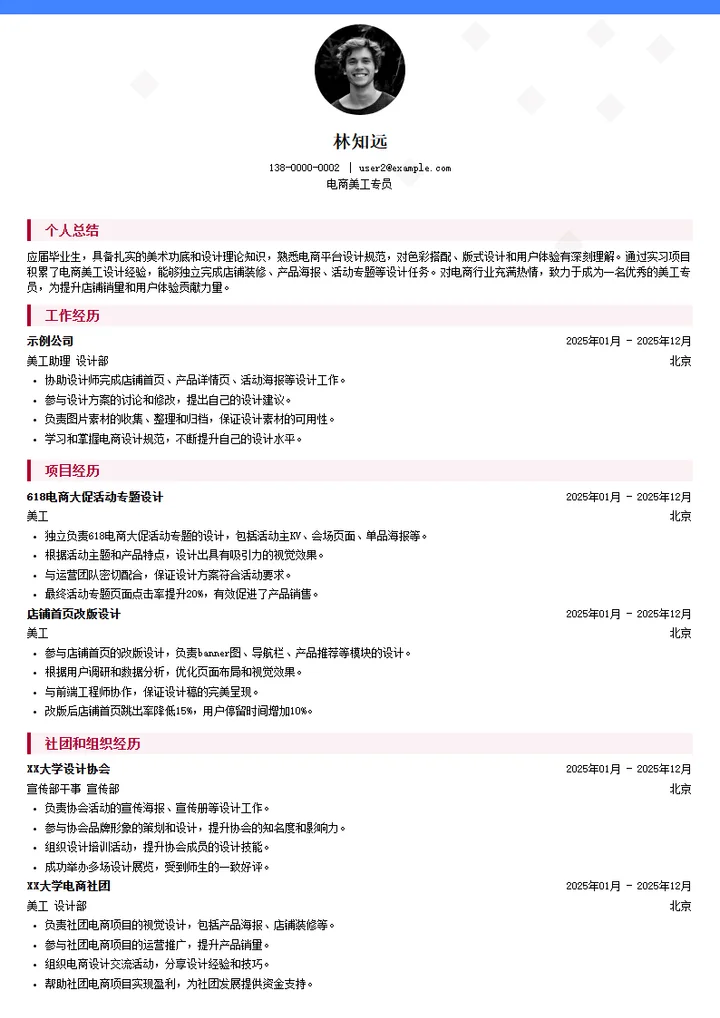 林知远
138-0000-0002 | user2@example.com
电商美工专员
个人总结
应届毕业生，具备扎实的美术功底和设计理论知识，熟悉电商平台设计规范，对色彩搭配、版式设计和用户体验有深刻理解。通过实习项目
积累了电商美工设计经验，能够独立完成店铺装修、产品海报、活动专题等设计任务。对电商行业充满热情，致力于成为一名优秀的美工专
员，为提升店铺销量和用户体验贡献力量。
工作经历
示例公司 2025年01月 - 2025年12月
美工助理 设计部 北京
• 协助设计师完成店铺首页、产品详情页、活动海报等设计工作。
• 参与设计方案的讨论和修改，提出自己的设计建议。
• 负责图片素材的收集、整理和归档，保证设计素材的可用性。
• 学习和掌握电商设计规范，不断提升自己的设计水平。
项目经历
618电商大促活动专题设计 2025年01月 - 2025年12月
美工 北京
• 独立负责618电商大促活动专题的设计，包括活动主KV、会场页面、单品海报等。
• 根据活动主题和产品特点，设计出具有吸引力的视觉效果。
• 与运营团队密切配合，保证设计方案符合活动要求。
• 最终活动专题页面点击率提升20%，有效促进了产品销售。
店铺首页改版设计 2025年01月 - 2025年12月
美工 北京
• 参与店铺首页的改版设计，负责banner图、导航栏、产品推荐等模块的设计。
• 根据用户调研和数据分析，优化页面布局和视觉效果。
• 与前端工程师协作，保证设计稿的完美呈现。
• 改版后店铺首页跳出率降低15%，用户停留时间增加10%。
社团和组织经历
XX大学设计协会 2025年01月 - 2025年12月
宣传部干事 宣传部 北京
• 负责协会活动的宣传海报、宣传册等设计工作。
• 参与协会品牌形象的策划和设计，提升协会的知名度和影响力。
• 组织设计培训活动，提升协会成员的设计技能。
• 成功举办多场设计展览，受到师生的一致好评。
XX大学电商社团 2025年01月 - 2025年12月
美工 设计部 北京
• 负责社团电商项目的视觉设计，包括产品海报、店铺装修等。
• 参与社团电商项目的运营推广，提升产品销量。
• 组织电商设计交流活动，分享设计经验和技巧。
• 帮助社团电商项目实现盈利，为社团发展提供资金支持。